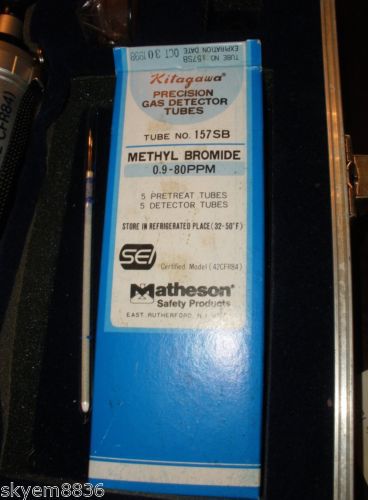 TUBE NO. 157SB
EXPIRATION DATE OCT 30 1998
Kitagawa®
PRECISION
GAS DETECTOR
TUBES
TUBE NO. 157SB
METHYL BROMIDE
0.9-80PPM
5 PRETREAT TUBES
5 DETECTOR TUBES
STORE IN REFRIGERATED PLACE (32-50°F)
SEI Certified Model (42CFR84)
Matheson®
Safety Products
EAST RUTHERFORD, N.J.
CFR84)
skyem8836